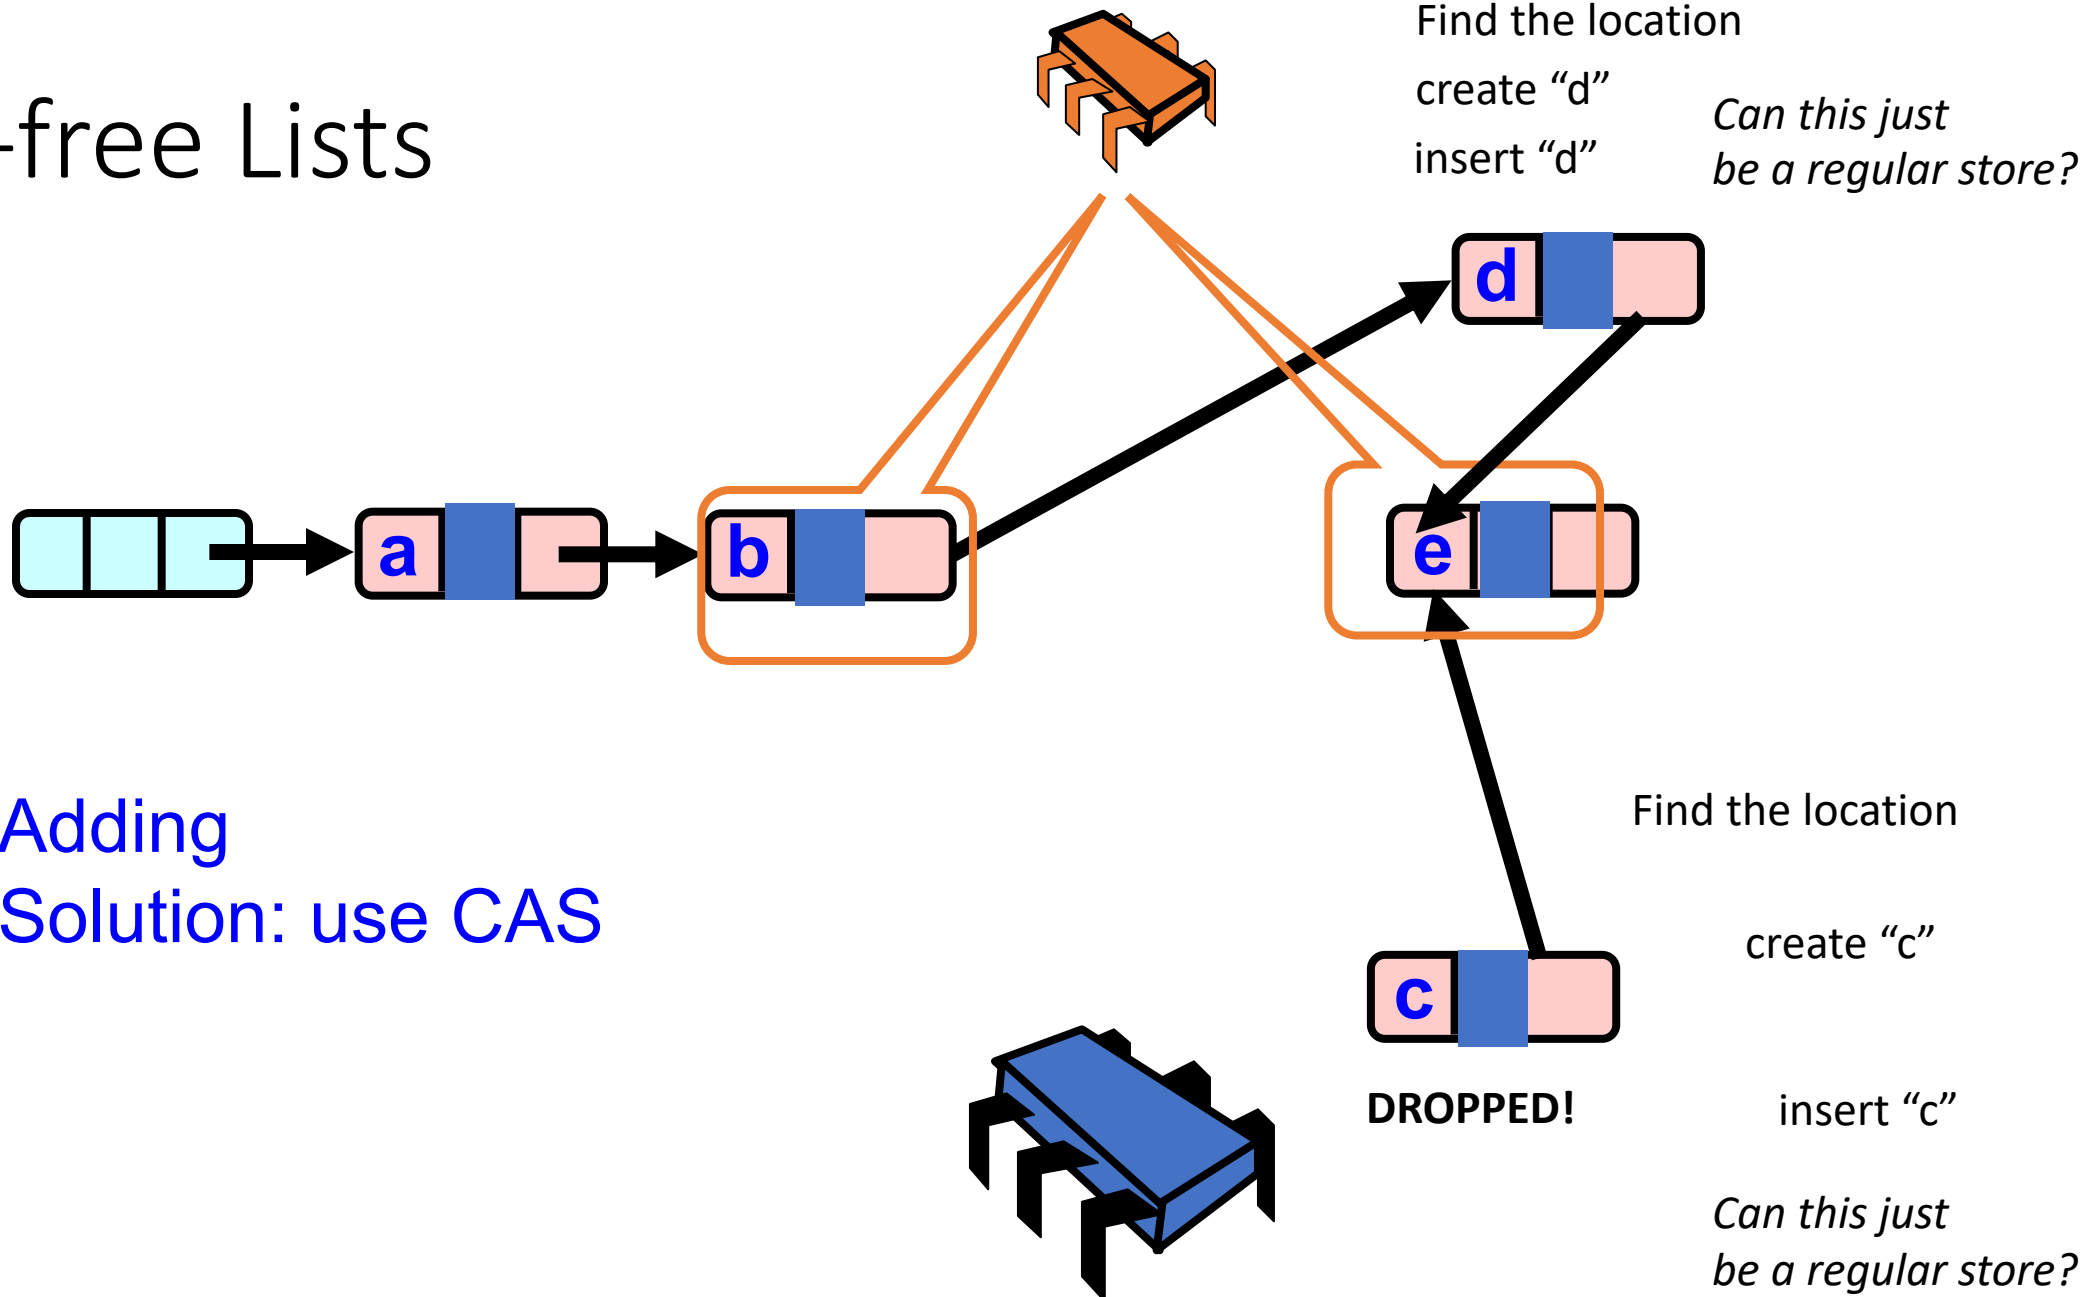 Find the location
create “d”
-free Lists
Can this just
insert “d”
be a regular store?
d
a
b
e
Adding
Solution: use CAS
Find the location
create “c”
c
DROPPED!
insert “c”
Can this just
be a regular store?